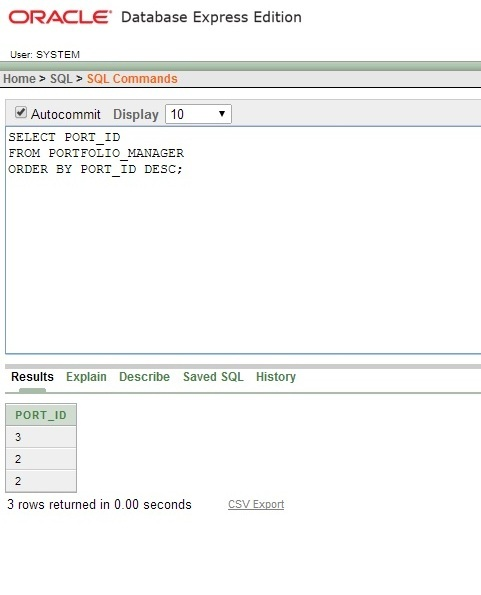 ORACLE® Database Express Edition
User: SYSTEM
Home > SQL > SQL Commands
Autocommit Display 10
SELECT PORT_ID
FROM PORTFOLIO_MANAGER
ORDER BY PORT_ID DESC;
Results Explain Describe Saved SQL History
PORT_ID
3
2
2
3 rows returned in 0.00 seconds CSV Export